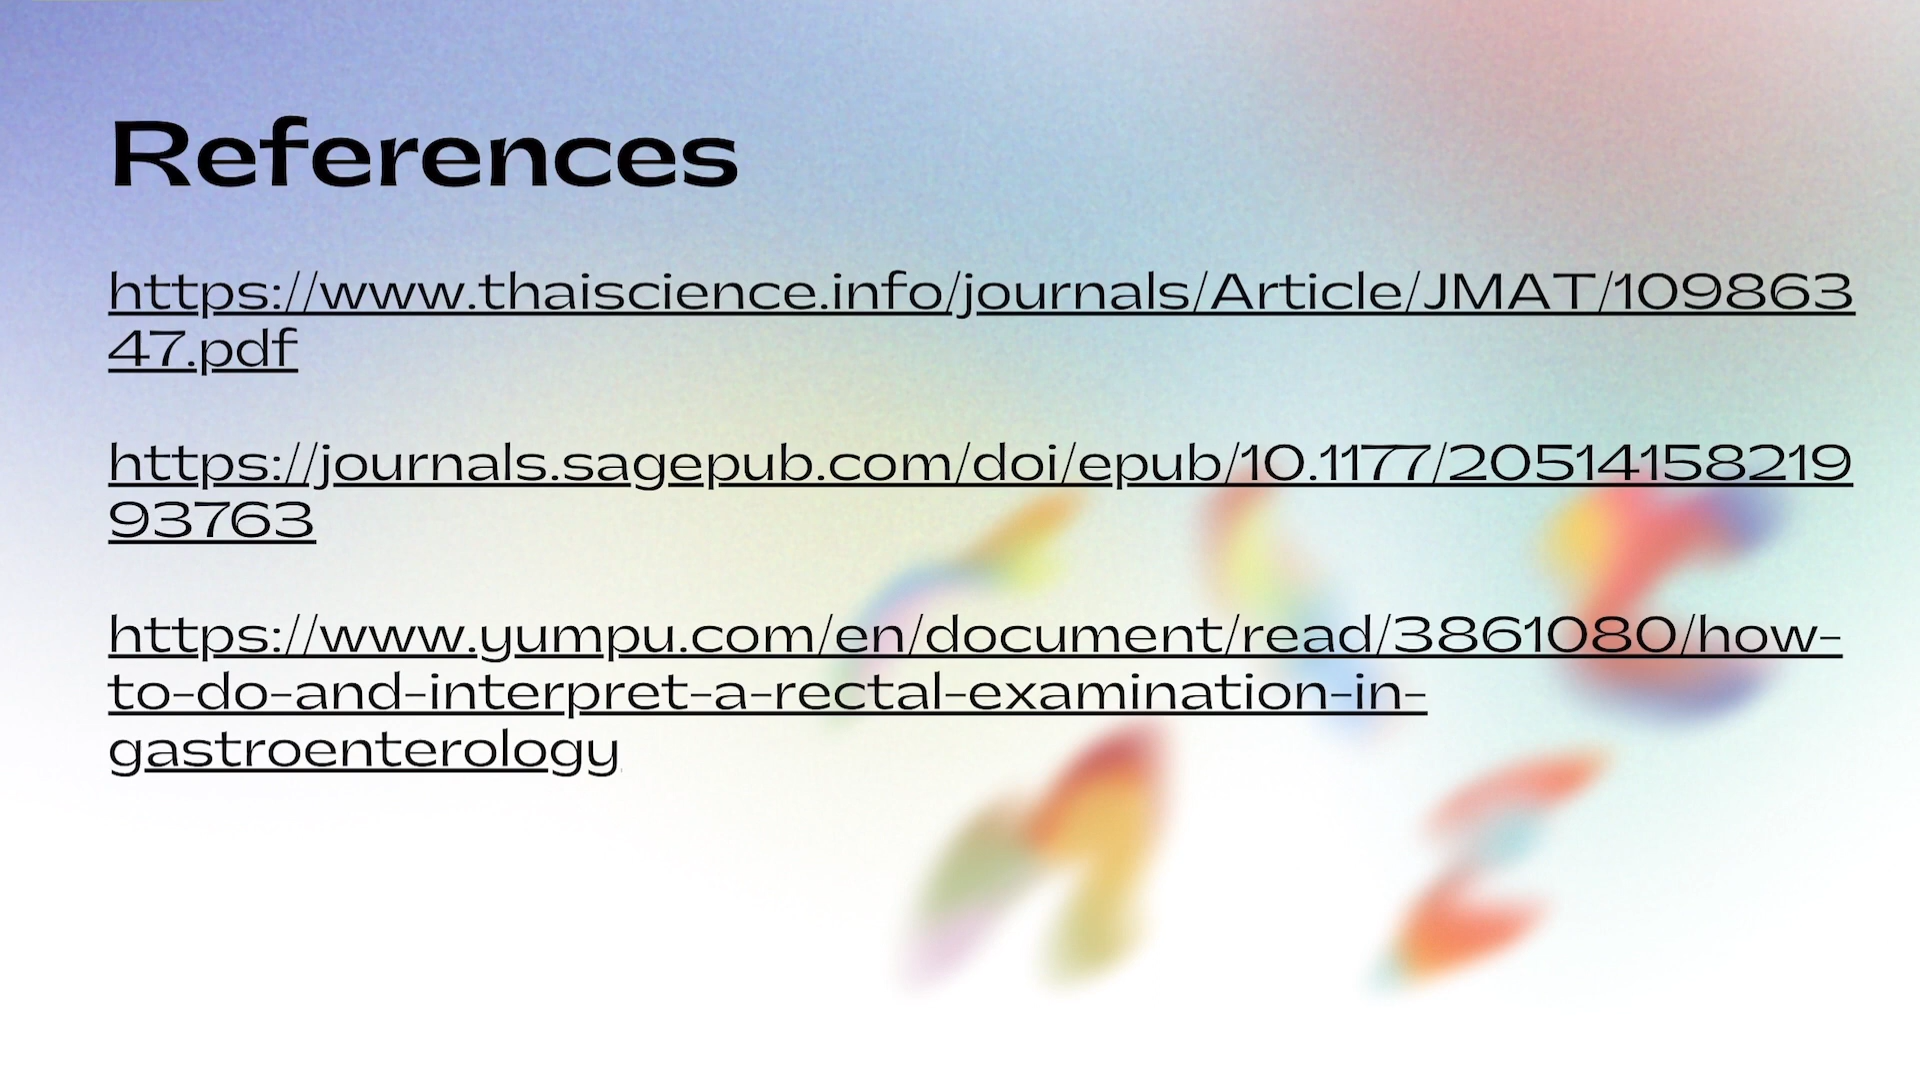 References
https://www.thaiscience.info/journals/Article/JMAT/109863
47.pdf
https://journals.sagepub.com/doi/epub/10.1177/20514158219
93763
https://www.yumpu.com/en/document/read/3861080/how-
to-do-and-interpret-a-rectal-examination-in-
gastroenterology